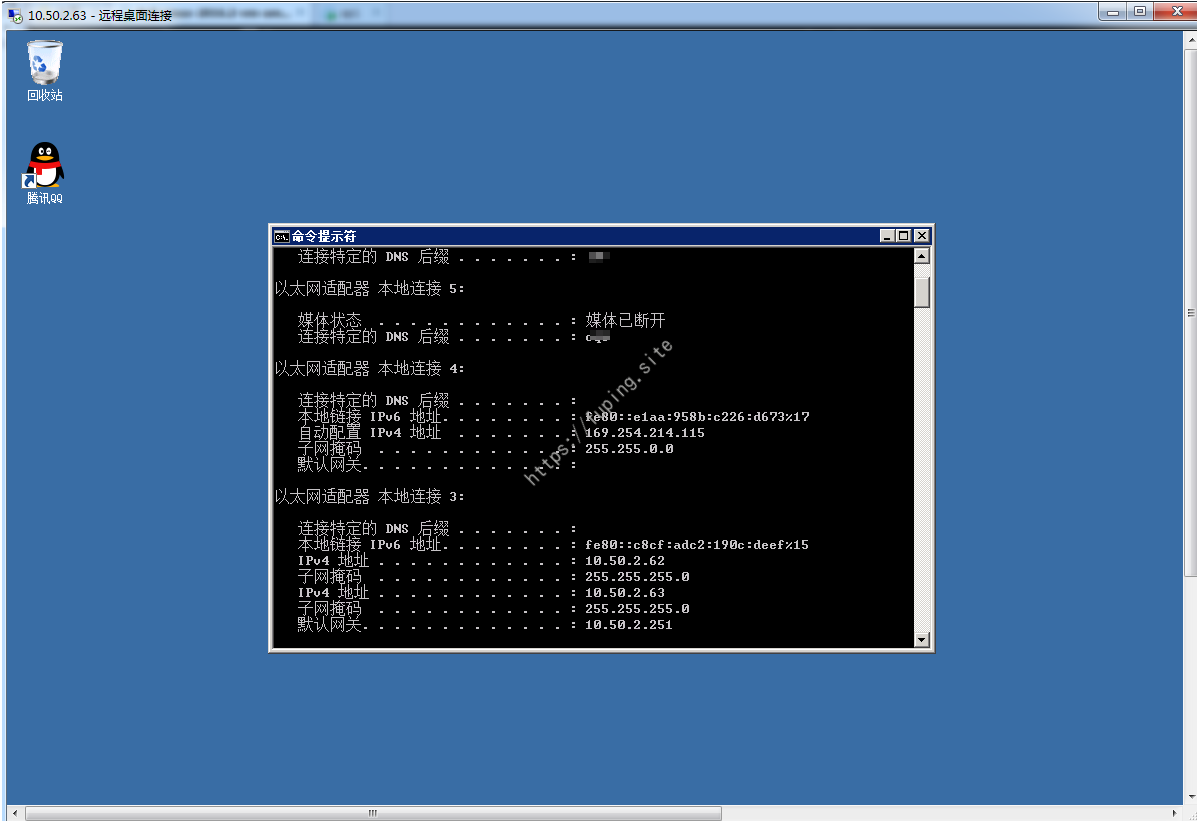 10.50.2.63 - 远程桌面连接
回收站
腾讯QQ
命令提示符
连接特定的 DNS 后缀 . . . . . . . :
以太网适配器 本地连接 5:
媒体状态 . . . . . . . . . . . . : 媒体已断开
连接特定的 DNS 后缀 . . . . . . . :
以太网适配器 本地连接 4:
连接特定的 DNS 后缀 . . . . . . . :
本地链接 IPv6 地址. . . . . . . . : fe80::e1aa:958b:c226:d673%17
自动配置 IPv4 地址 . . . . . . . : 169.254.214.115
子网掩码 . . . . . . . . . . . . : 255.255.0.0
默认网关. . . . . . . . . . . . . :
以太网适配器 本地连接 3:
连接特定的 DNS 后缀 . . . . . . . :
本地链接 IPv6 地址. . . . . . . . : fe80::c8cf:adc2:190c:deef%15
IPv4 地址 . . . . . . . . . . . . : 10.50.2.62
子网掩码 . . . . . . . . . . . . : 255.255.255.0
IPv4 地址 . . . . . . . . . . . . : 10.50.2.63
子网掩码 . . . . . . . . . . . . : 255.255.255.0
默认网关. . . . . . . . . . . . . : 10.50.2.251
https://fuping.site